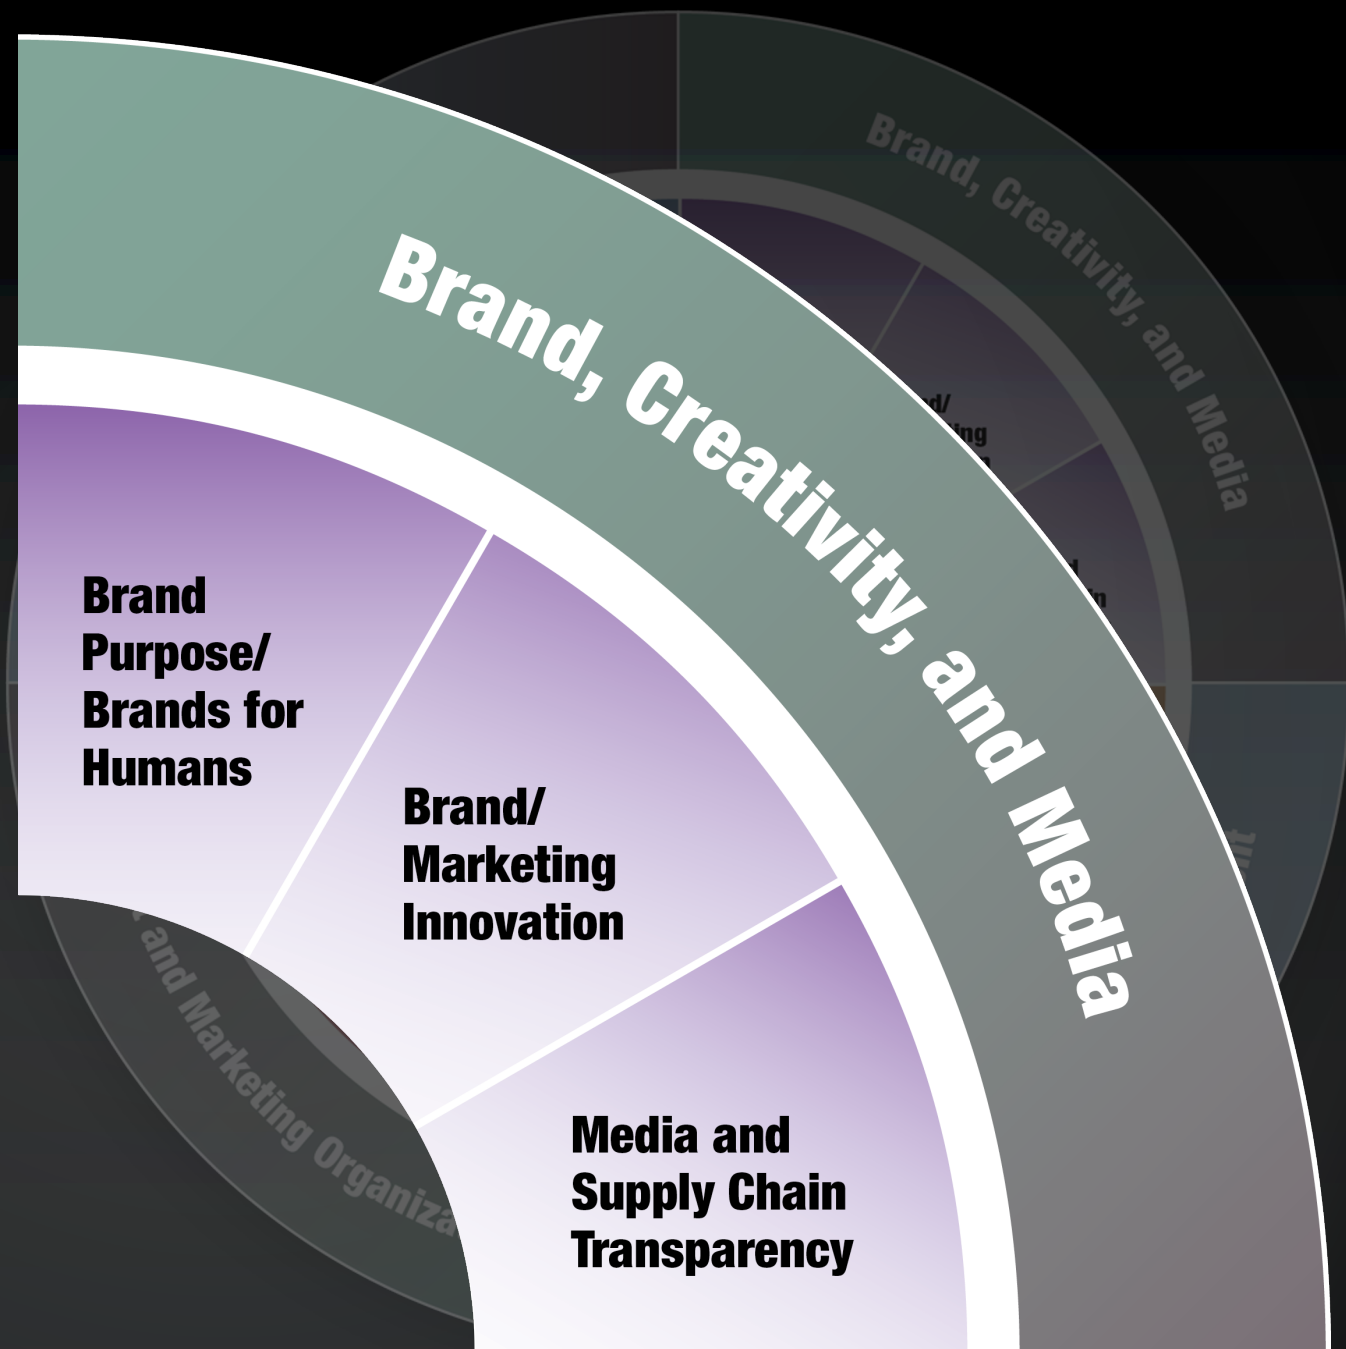 Brand, Creativity, and Media
Brand
Purpose/
Brands for
Humans
Brand/
Marketing
Innovation
Media and
Supply Chain
Transparency
Brand, Creativity, and Media
and Marketing